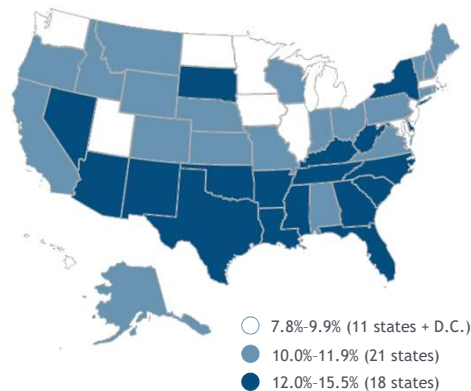 7.8%-9.9% (11 states + D.C.)
10.0%-11.9% (21 states)
12.0%-15.5% (18 states)